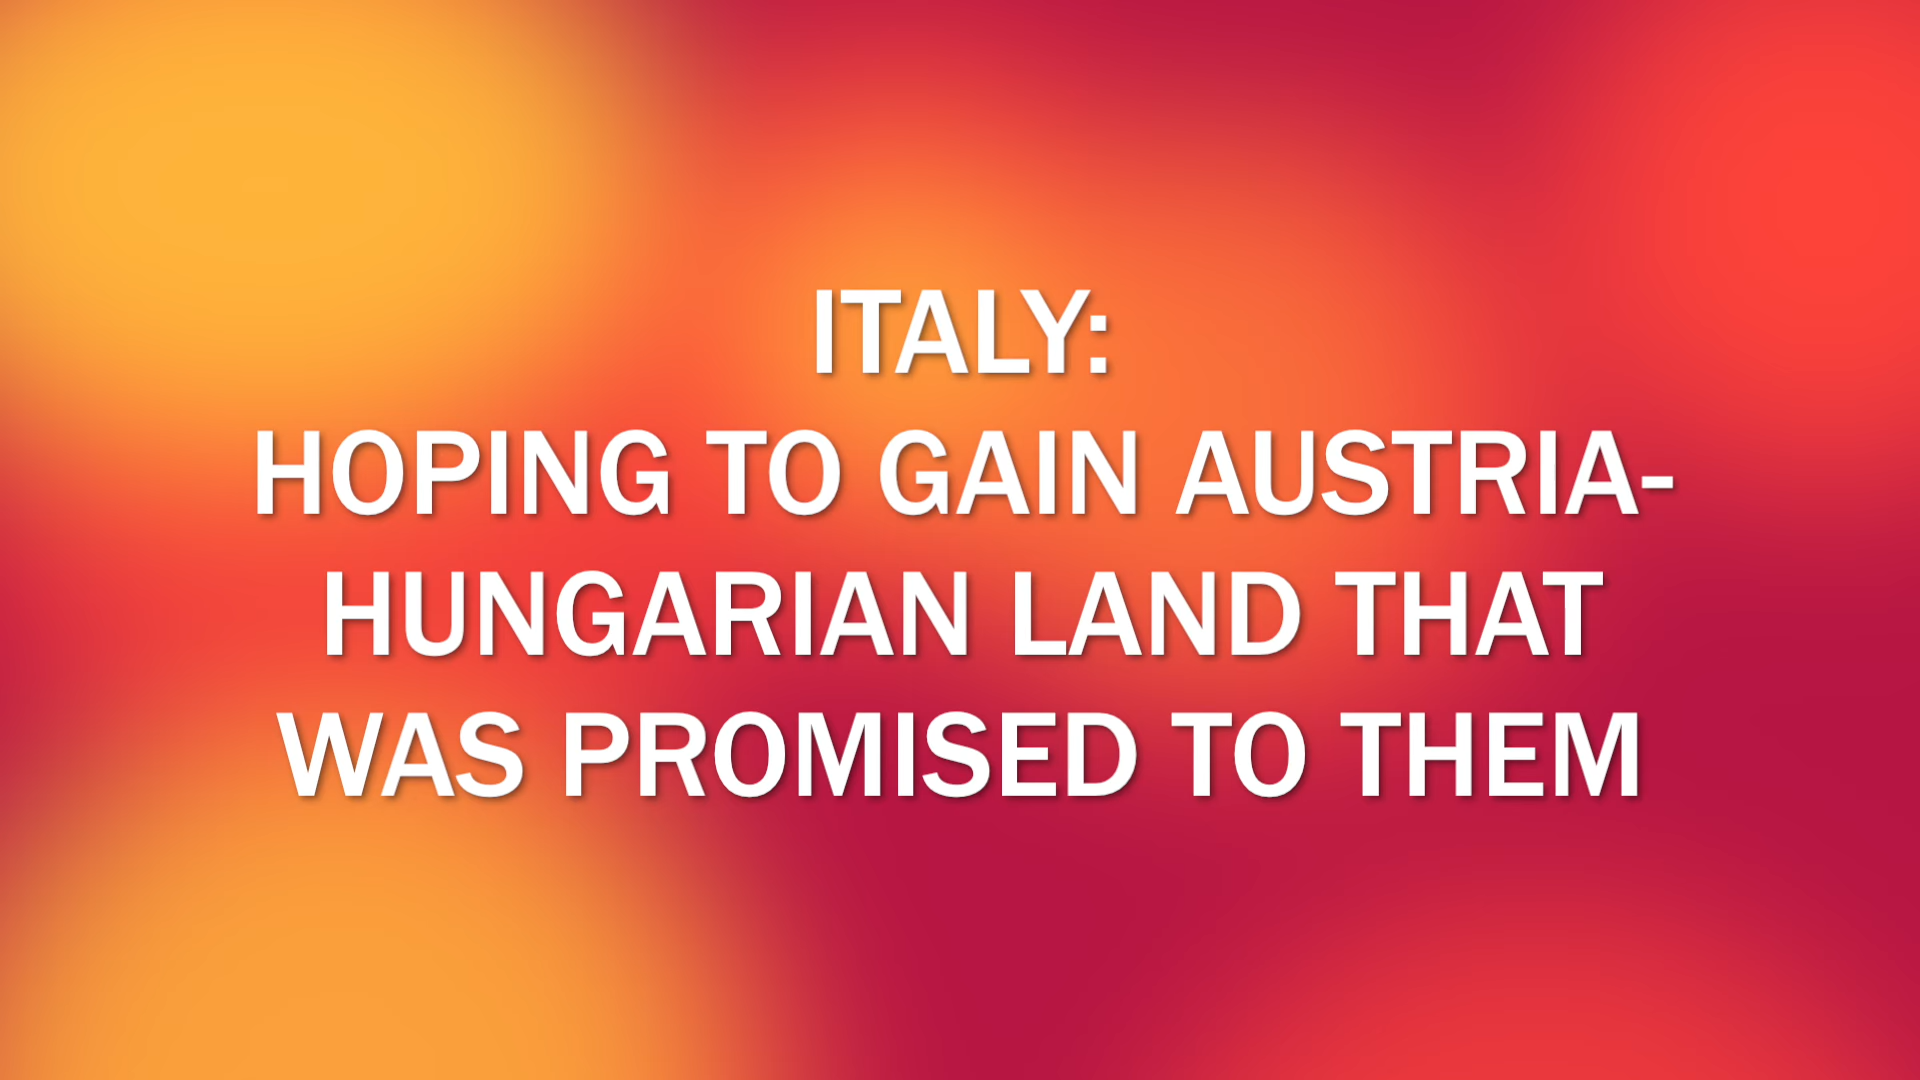 ITALY:
HOPING TO GAIN AUSTRIA-
HUNGARIAN LAND THAT
WAS PROMISED TO THEM